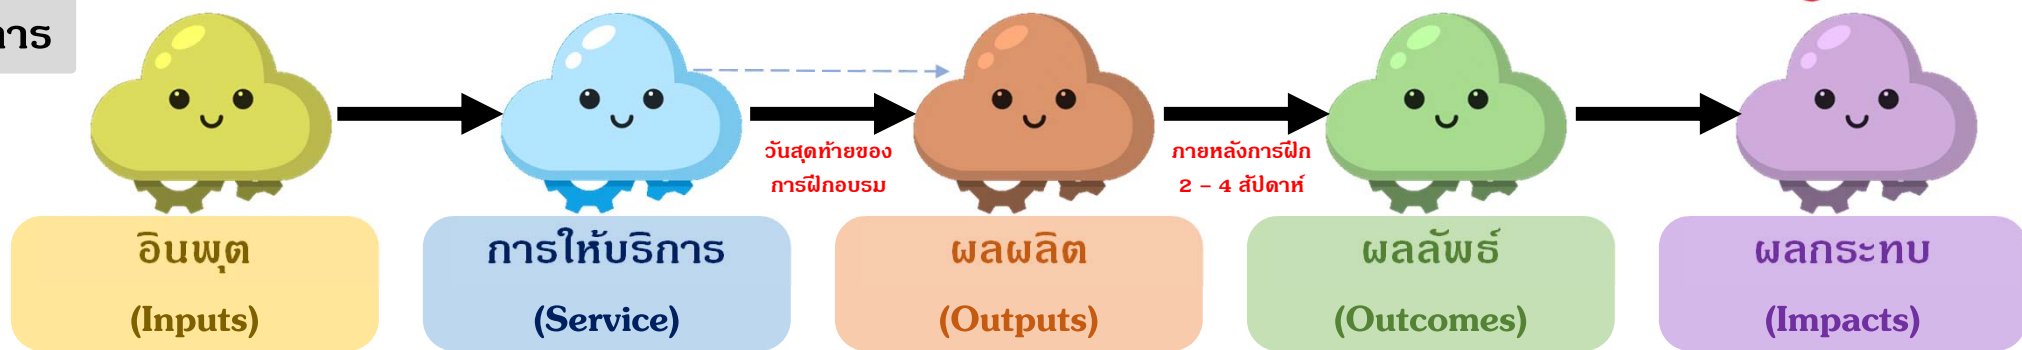 วันสุดท้ายของ
การฝึกอบรม
ภายหลังการฝึก
2 – 4 สัปดาห์
อินพุต
(Inputs)
การให้บริการ
(Service)
ผลผลิต
(Outputs)
ผลลัพธ์
(Outcomes)
ผลกระทบ
(Impacts)